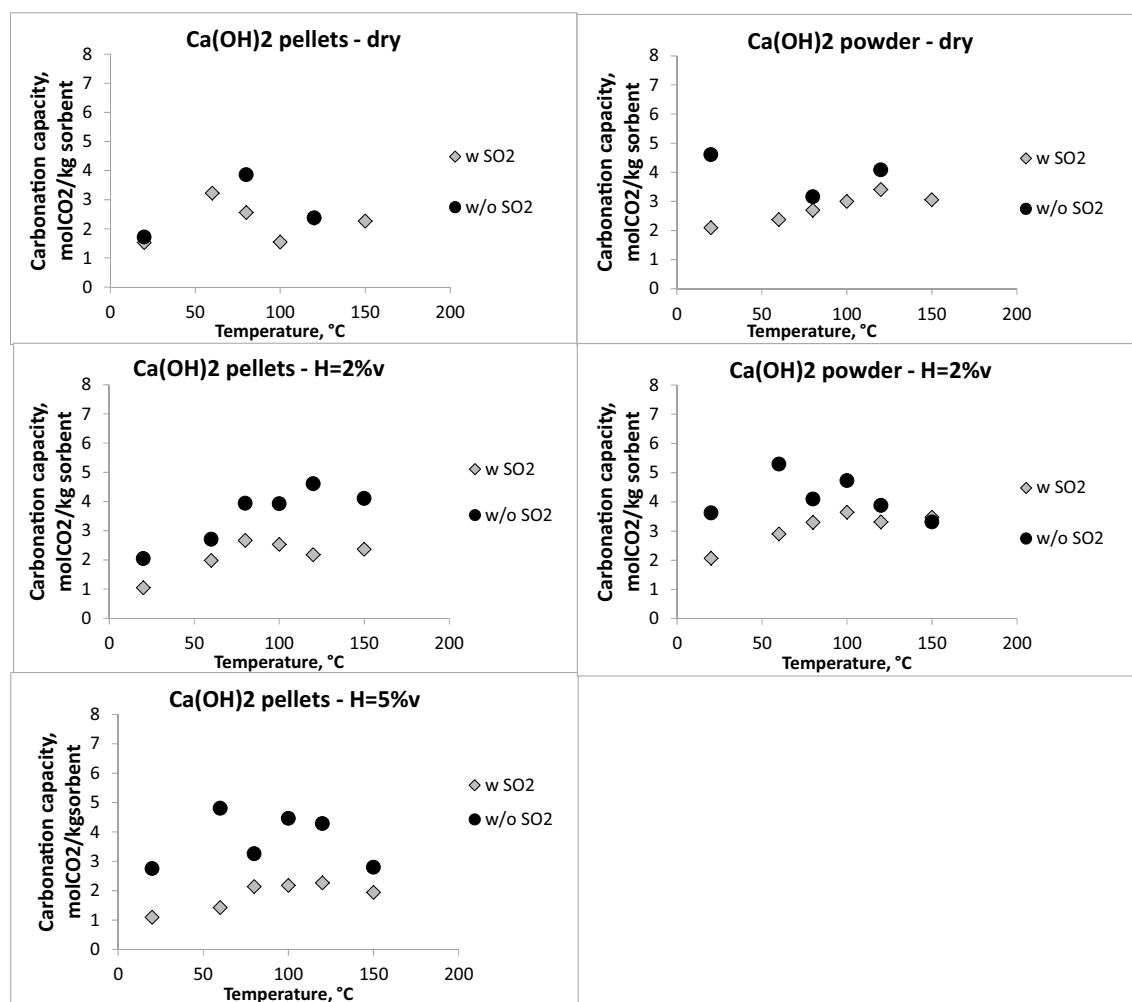 Ca(OH)2 pellets - dry
Carbonation capacity,
molCO2/kg sorbent
8
7
6
5
4
3
2
1
0
0 50 100 150 200
Temperature, °C
w SO2
w/o SO2
Ca(OH)2 powder - dry
Carbonation capacity,
molCO2/kg sorbent
8
7
6
5
4
3
2
1
0
0 50 100 150 200
Temperature, °C
w SO2
w/o SO2
Ca(OH)2 pellets - H=2%v
Carbonation capacity,
molCO2/kg sorbent
8
7
6
5
4
3
2
1
0
0 50 100 150 200
Temperature, °C
w SO2
w/o SO2
Ca(OH)2 powder - H=2%v
Carbonation capacity,
molCO2/kg sorbent
8
7
6
5
4
3
2
1
0
0 50 100 150 200
Temperature, °C
w SO2
w/o SO2
Ca(OH)2 pellets - H=5%v
Carbonation capacity,
molCO2/kgsorbent
8
7
6
5
4
3
2
1
0
0 50 100 150 200
Temperature, °C
w SO2
w/o SO2